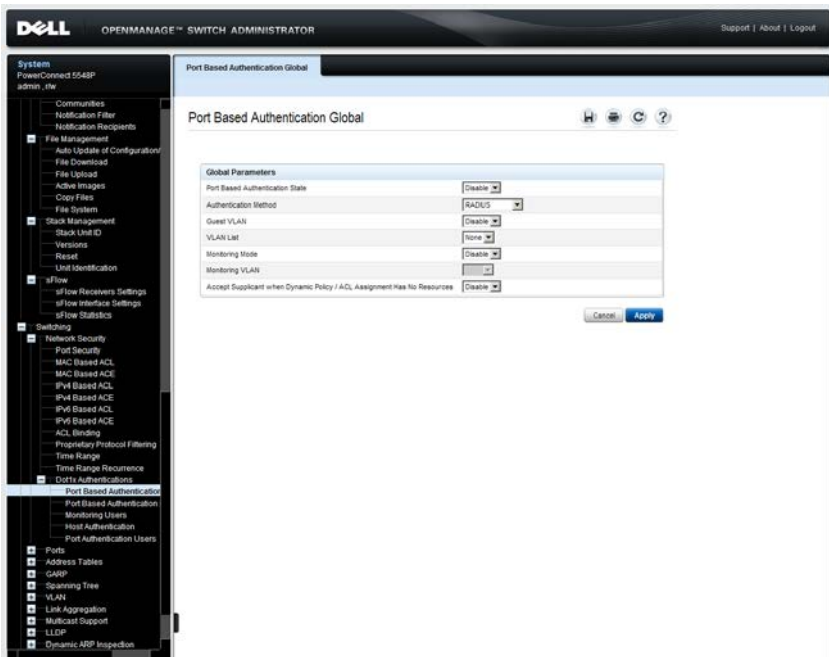 DELL OPENMANAGE™ SWITCH ADMINISTRATOR
Support | About | Logout
System
PowerConnect 5548P
admin , r/w
Communities
Notification Filter
Notification Recipients
File Management
Auto Update of Configuration/
File Download
File Upload
Active Images
Copy Files
File System
Stack Management
Stack Unit ID
Versions
Reset
Unit Identification
sFlow
sFlow Receivers Settings
sFlow Interface Settings
sFlow Statistics
Switching
Network Security
Port Security
MAC Based ACL
MAC Based ACE
IPv4 Based ACL
IPv4 Based ACE
IPv6 Based ACL
IPv6 Based ACE
ACL Binding
Proprietary Protocol Filtering
Time Range
Time Range Recurrence
Dot1x Authentications
Port Based Authentication
Port Based Authentication
Monitoring Users
Host Authentication
Port Authentication Users
Ports
Address Tables
GARP
Spanning Tree
VLAN
Link Aggregation
Multicast Support
LLDP
Dynamic ARP Inspection
Port Based Authentication Global
Port Based Authentication Global
Global Parameters
Port Based Authentication State Disable
Authentication Method RADIUS
Guest VLAN Disable
VLAN List None
Monitoring Mode Disable
Monitoring VLAN
Accept Supplicant when Dynamic Policy / ACL Assignment Has No Resources Disable
Cancel Apply